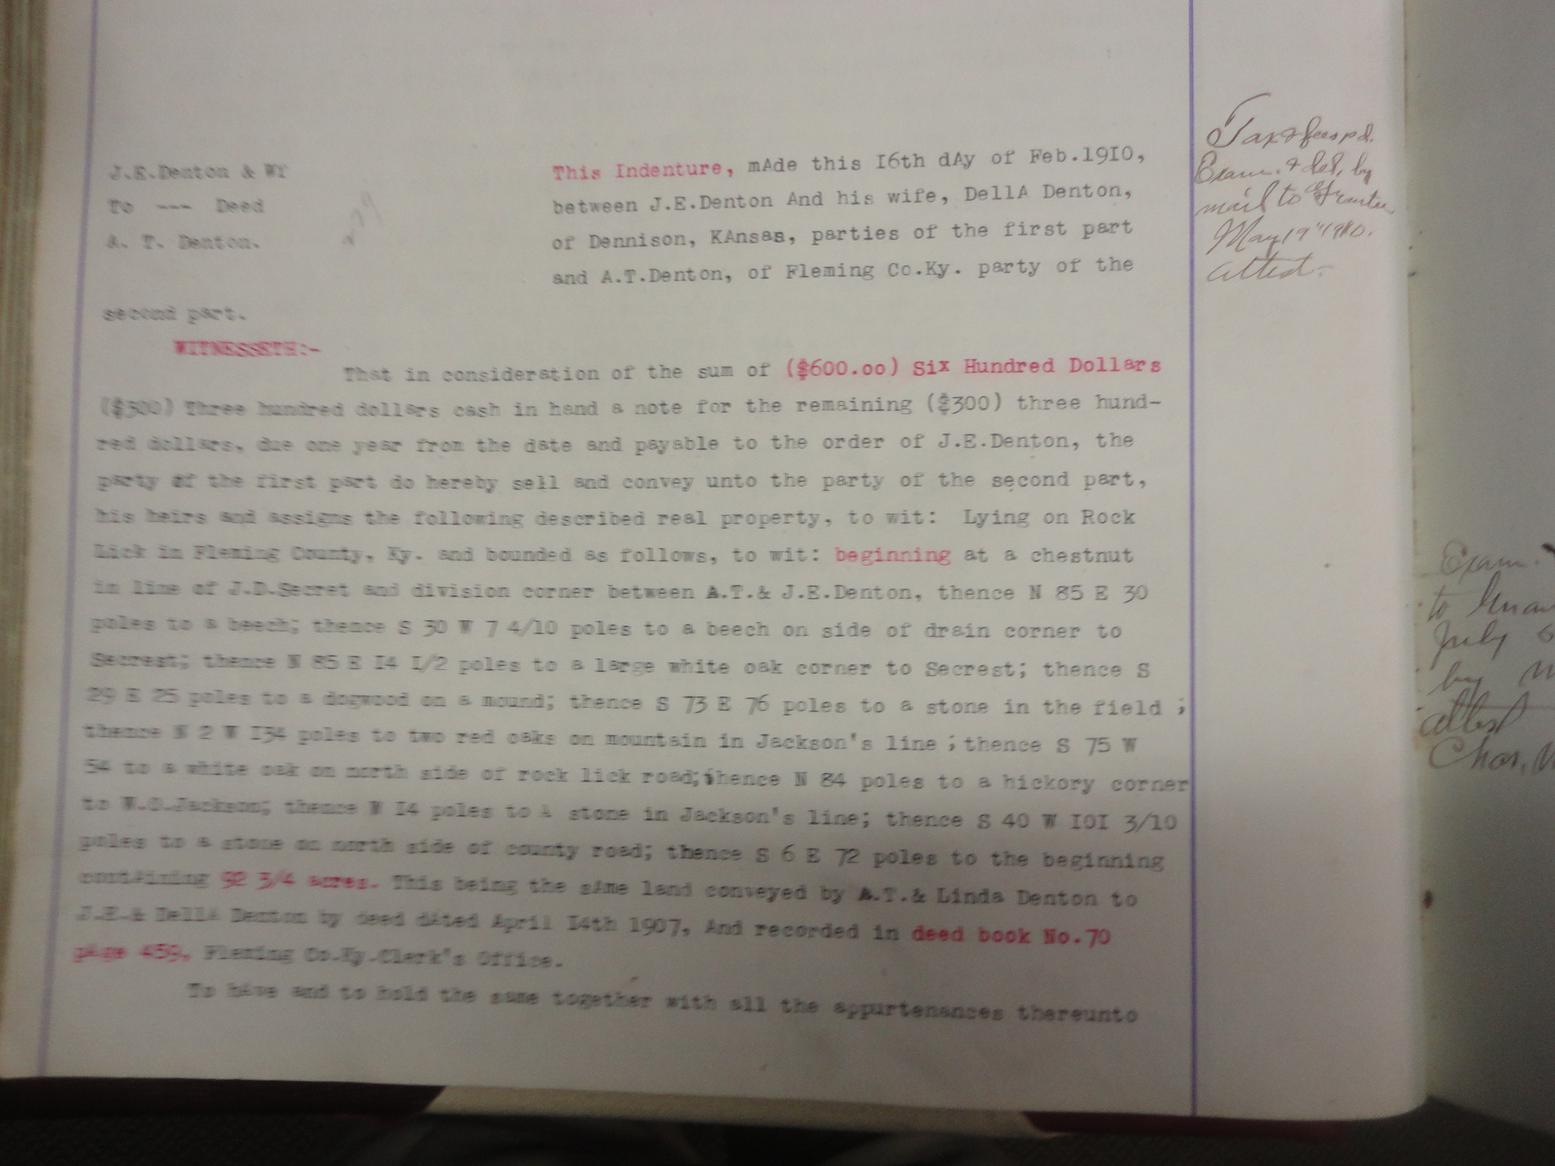 J.E.Denton & Wf
To --- Deed
A. T. Denton.
This Indenture, mAde this I6th dAy of Feb.I9IO,
between J.E.Denton And his wife, DellA Denton,
of Dennison, KAnsas, parties of the first part
and A.T.Denton, of Fleming Co.Ky. party of the
second part.
WITNESSETH:-
That in consideration of the sum of ($600.oo) Six Hundred Dollars
($300) Three hundred dollars cash in hand a note for the remaining ($300) three hund-
red dollars, due one year from the date and payable to the order of J.E.Denton, the
party of the first part do hereby sell and convey unto the party of the second part,
his heirs and assigns the following described real property, to wit: Lying on Rock
Lick in Fleming County, Ky. and bounded as follows, to wit: beginning at a chestnut
in line of J.D.Secret and division corner between A.T.& J.E.Denton, thence N 85 E 30
poles to a beech; thence S 30 W 7 4/10 poles to a beech on side of drain corner to
Secrest; thence N 85 E I4 I/2 poles to a large white oak corner to Secrest; thence S
29 E 25 poles to a dogwood on a mound; thence S 73 E 76 poles to a stone in the field ;
thence N 2 W I34 poles to two red oaks on mountain in Jackson's line ; thence S 75 W
54 to a white oak on north side of rock lick road; thence N 84 poles to a hickory corner
to W.O.Jackson; thence W I4 poles to A stone in Jackson's line; thence S 40 W IOI 3/10
poles to a stone on north side of county road; thence S 6 E 72 poles to the beginning
contAining 92 3/4 acres. This being the sAme land conveyed by A.T.& Linda Denton to
J.E.& DellA Denton by deed dAted April I4th 1907, And recorded in deed book No.70
pAge 459, Fleming Co.Ky.Clerk's Office.
To hAve and to hold the same together with all the appurtenances thereunto
Tax & fees pd.
Exam. & del, by
mail to Grantee
May 19" 1910.
Attest.
Exam.
to
July 6
by
Attest
Chas.